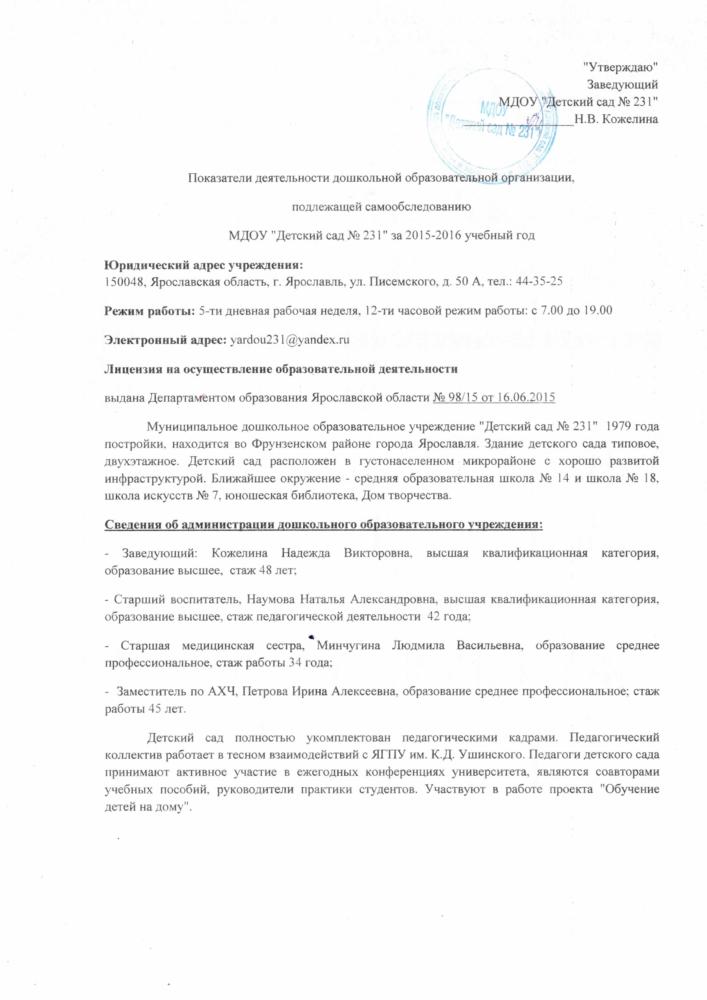 "Утверждаю"
Заведующий
МДОУ "Детский сад № 231"
Н.В. Кожелина
МДОУ
"Детский сад № 231"
Показатели деятельности дошкольной образовательной организации,
подлежащей самообследованию
МДОУ "Детский сад № 231" за 2015-2016 учебный год
Юридический адрес учреждения:
150048, Ярославская область, г. Ярославль, ул. Писемского, д. 50 А, тел.: 44-35-25
Режим работы: 5-ти дневная рабочая неделя, 12-ти часовой режим работы: с 7.00 до 19.00
Электронный адрес: yardou231@yandex.ru
Лицензия на осуществление образовательной деятельности
выдана Департаментом образования Ярославской области № 98/15 от 16.06.2015
Муниципальное дошкольное образовательное учреждение "Детский сад № 231" 1979 года
постройки, находится во Фрунзенском районе города Ярославля. Здание детского сада типовое,
двухэтажное. Детский сад расположен в густонаселенном микрорайоне с хорошо развитой
инфраструктурой. Ближайшее окружение - средняя образовательная школа № 14 и школа № 18,
школа искусств № 7, юношеская библиотека, Дом творчества.
Сведения об администрации дошкольного образовательного учреждения:
- Заведующий: Кожелина Надежда Викторовна, высшая квалификационная категория,
образование высшее, стаж 48 лет;
- Старший воспитатель, Наумова Наталья Александровна, высшая квалификационная категория,
образование высшее, стаж педагогической деятельности 42 года;
- Старшая медицинская сестра, Минчугина Людмила Васильевна, образование среднее
профессиональное, стаж работы 34 года;
- Заместитель по АХЧ, Петрова Ирина Алексеевна, образование среднее профессиональное; стаж
работы 45 лет.
Детский сад полностью укомплектован педагогическими кадрами. Педагогический
коллектив работает в тесном взаимодействий с ЯГПУ им. К.Д. Ушинского. Педагоги детского сада
принимают активное участие в ежегодных конференциях университета, являются соавторами
учебных пособий, руководители практики студентов. Участвуют в работе проекта "Обучение
детей на дому".